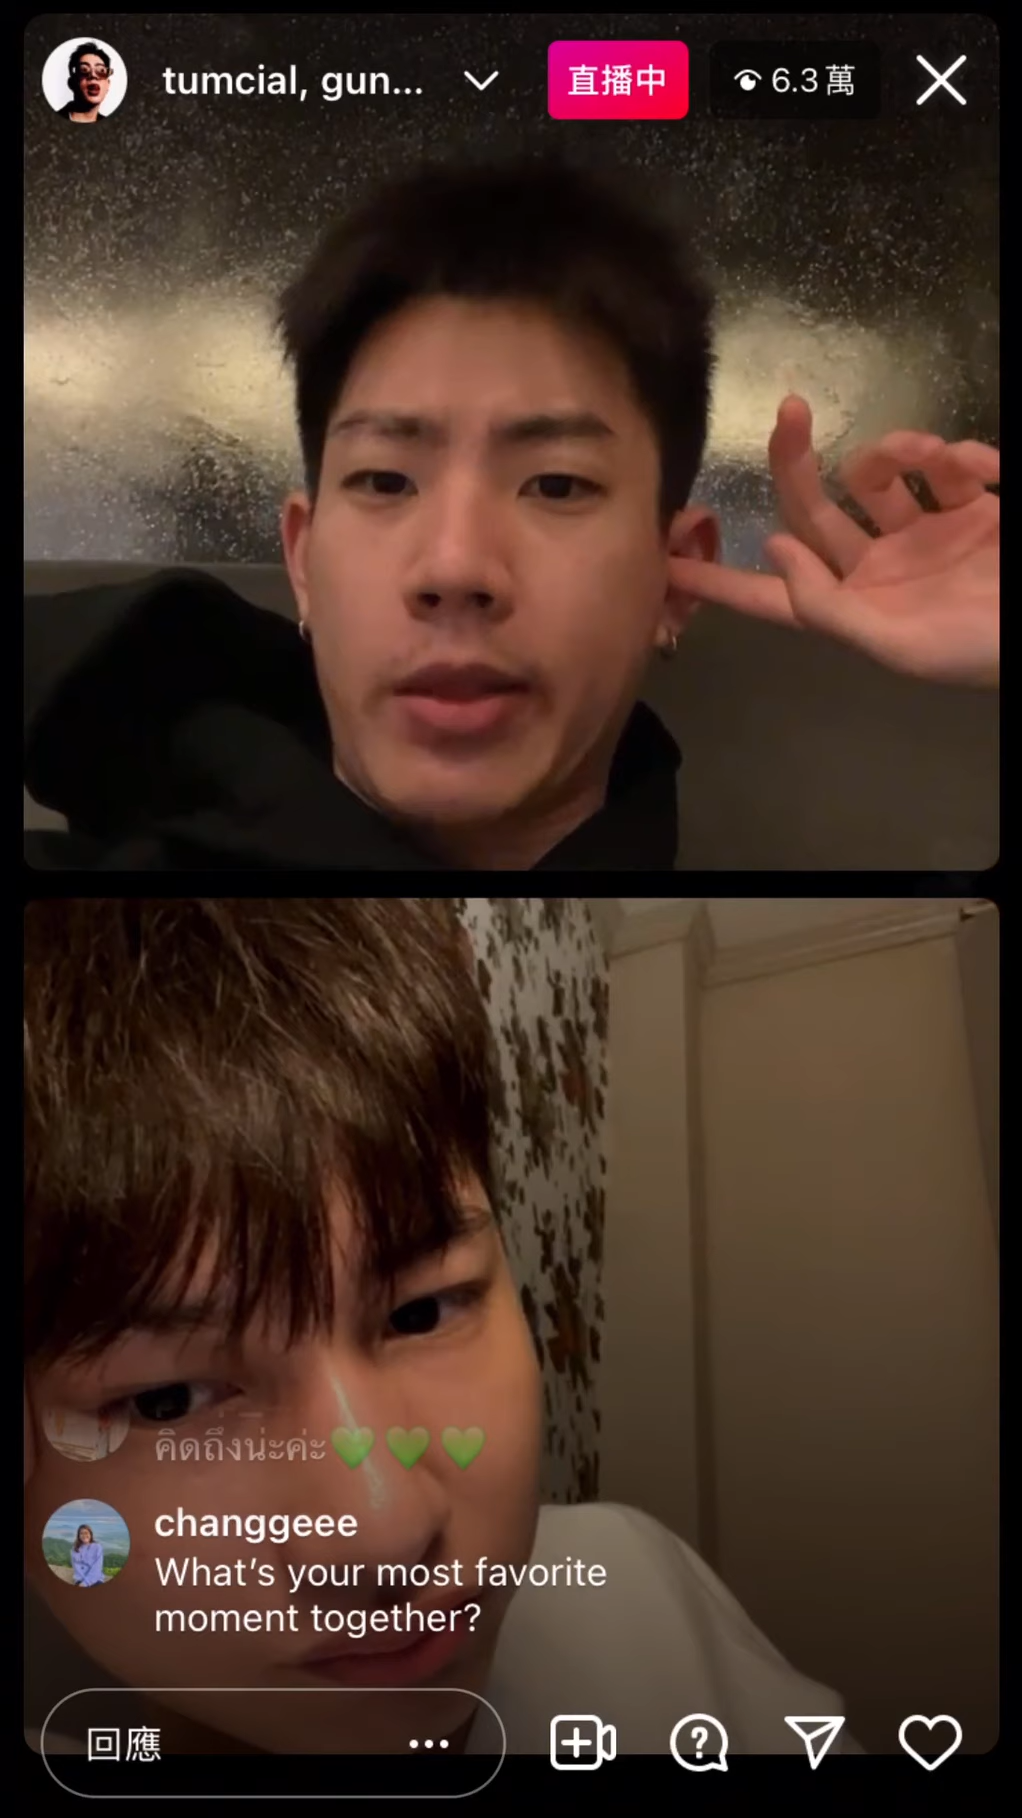 tumcial, gun...
直播中
6.3 萬
คิดถึงน่ะค่ะ💚💚💚
changgeee
What's your most favorite
moment together?
回應